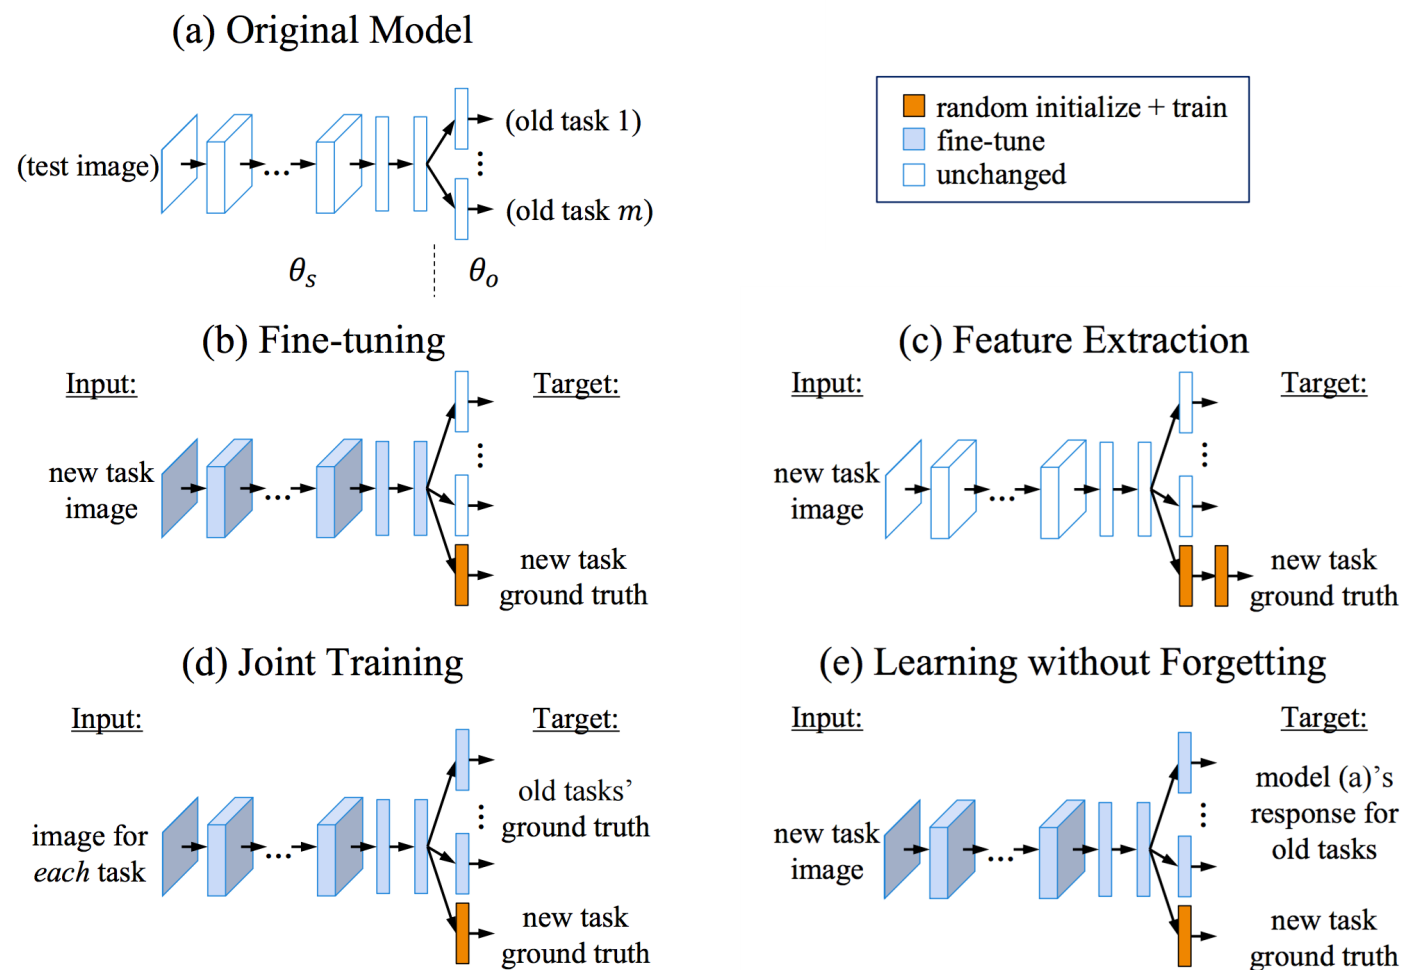 (a) Original Model
(test image)
...
(old task 1)
⋮
(old task m)
θs
θo
random initialize + train
fine-tune
unchanged
(b) Fine-tuning
Input:
Target:
new task
image
...
⋮
new task
ground truth
(c) Feature Extraction
Input:
Target:
new task
image
...
⋮
new task
ground truth
(d) Joint Training
Input:
Target:
image for
each task
...
old tasks’
⋮
ground truth
new task
ground truth
(e) Learning without Forgetting
Input:
Target:
new task
image
...
⋮
model (a)’s
response for
old tasks
new task
ground truth